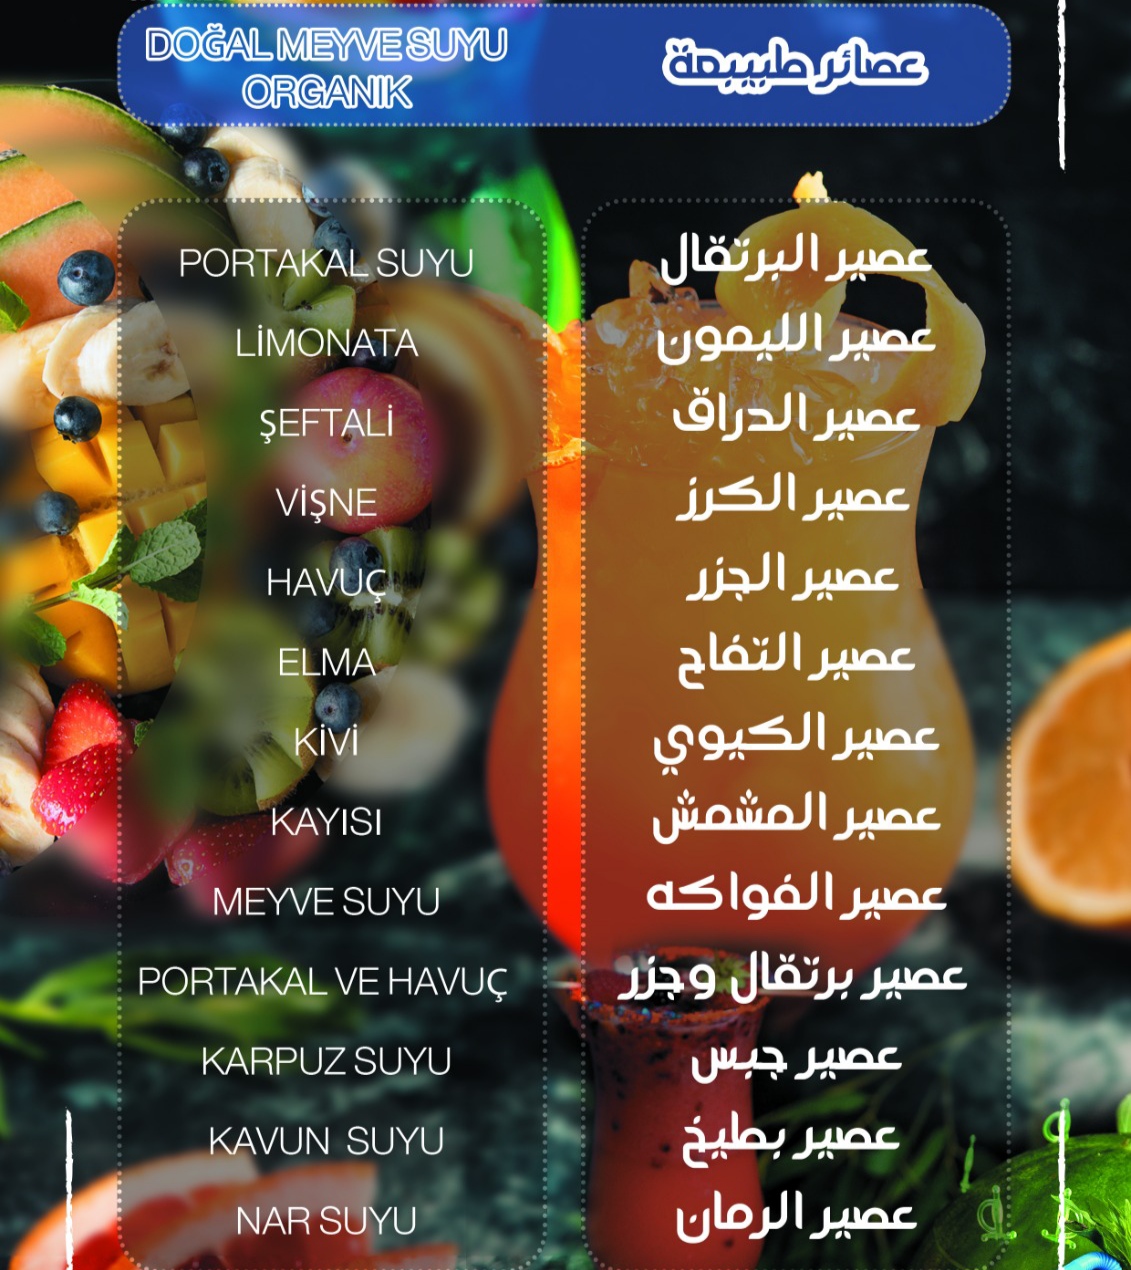 DOĞAL MEYVE SUYU
ORGANIK
عصائر طبيعة
PORTAKAL SUYU
عصير البرتقال
LİMONATA
عصير الليمون
ŞEFTALİ
عصير الدراق
VİŞNE
عصير الكرز
HAVUÇ
عصير الجزر
ELMA
عصير التفاح
KİVİ
عصير الكيوي
KAYISI
عصير المشمش
MEYVE SUYU
عصير الفواكه
PORTAKAL VE HAVUÇ
عصير برتقال وجزر
KARPUZ SUYU
عصير جبس
KAVUN SUYU
عصير بطيخ
NAR SUYU
عصير الرمان